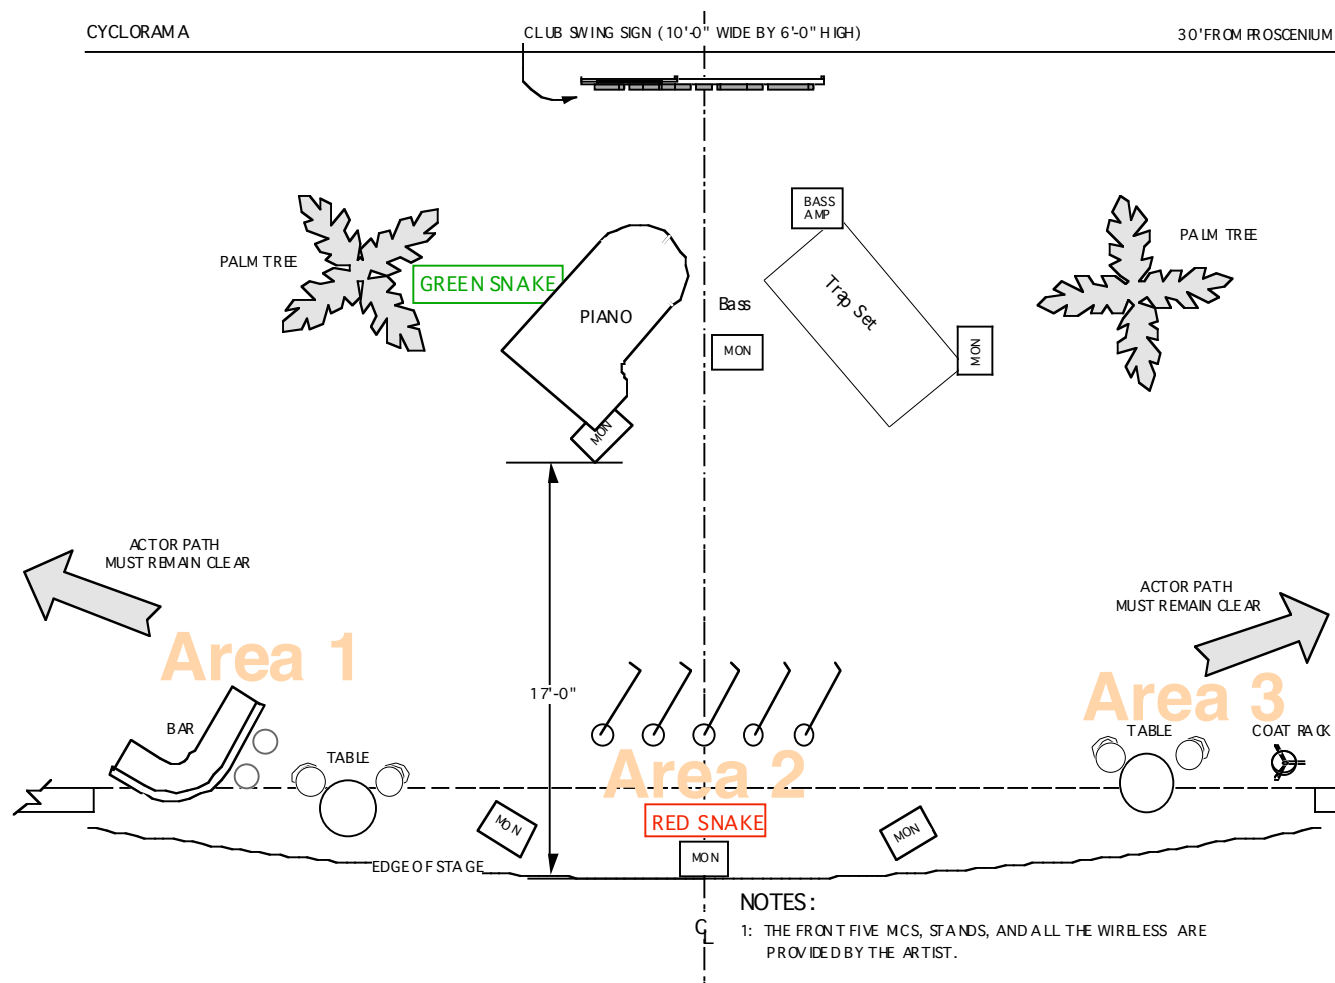 CYCLORAMA
CLUB SWING SIGN (10'-0" WIDE BY 6'-0" HIGH)
30' FROM PROSCENIUM
BASS
AMP
PALM TREE
PALM TREE
GREEN SNAKE
PIANO
Bass
Trap Set
MON
MON
MON
ACTOR PATH
MUST REMAIN CLEAR
ACTOR PATH
MUST REMAIN CLEAR
Area 1
17'-0"
Area 3
BAR
TABLE
TABLE
COAT RACK
Area 2
MON
RED SNAKE
MON
MON
EDGE OF STAGE
NOTES:
CL
1: THE FRONT FIVE MICS, STANDS, AND ALL THE WIRELESS ARE
PROVIDED BY THE ARTIST.